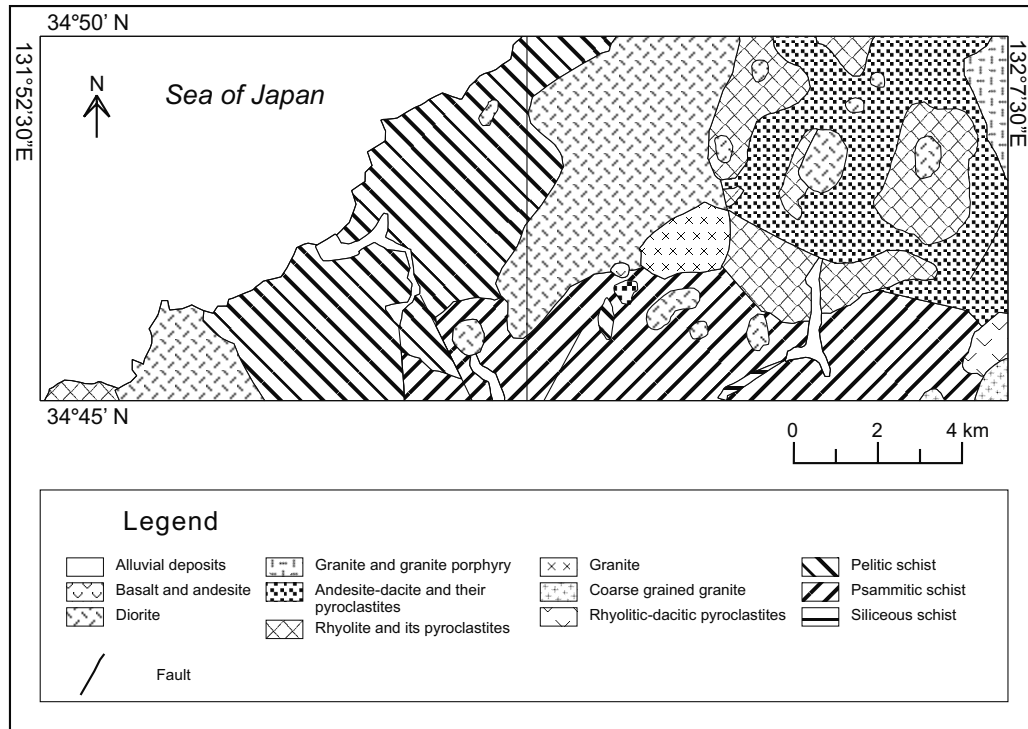 34°50' N
131°52'30"E
132°7'30"E
N
Sea of Japan
34°45' N
0 2 4 km
Legend
Alluvial deposits
Basalt and andesite
Diorite
Granite and granite porphyry
Andesite-dacite and their
pyroclastites
Rhyolite and its pyroclastites
Granite
Coarse grained granite
Rhyolitic-dacitic pyroclastites
Pelitic schist
Psammitic schist
Siliceous schist
Fault